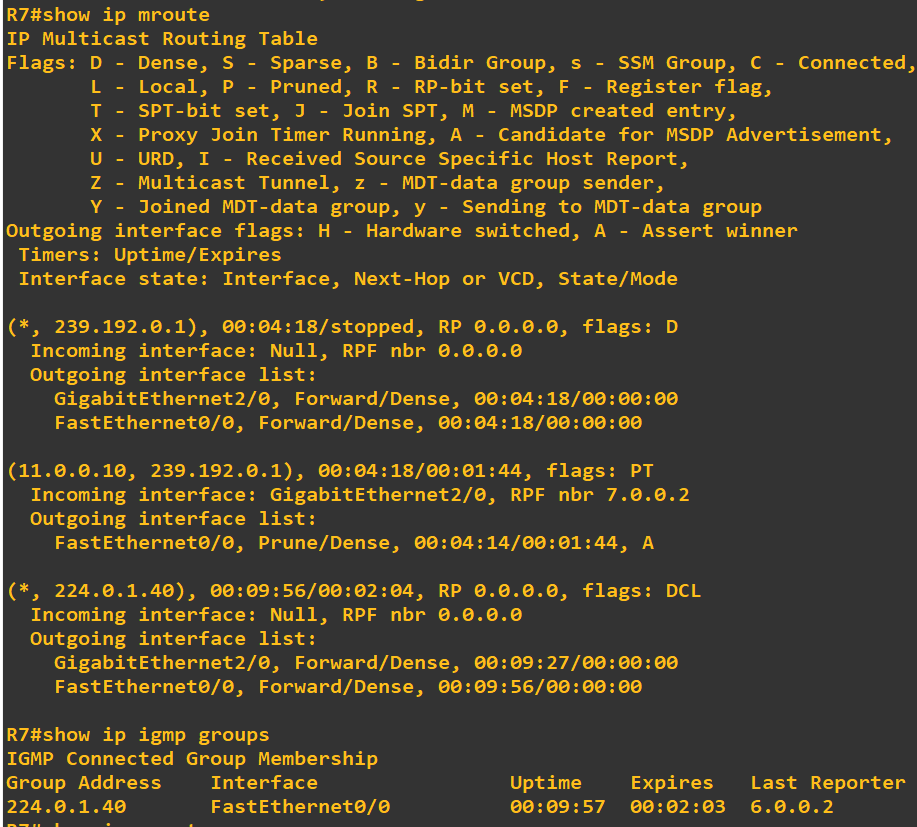 R7#show ip mroute
IP Multicast Routing Table
Flags: D - Dense, S - Sparse, B - Bidir Group, s - SSM Group, C - Connected,
L - Local, P - Pruned, R - RP-bit set, F - Register flag,
T - SPT-bit set, J - Join SPT, M - MSDP created entry,
X - Proxy Join Timer Running, A - Candidate for MSDP Advertisement,
U - URD, I - Received Source Specific Host Report,
Z - Multicast Tunnel, z - MDT-data group sender,
Y - Joined MDT-data group, y - Sending to MDT-data group
Outgoing interface flags: H - Hardware switched, A - Assert winner
Timers: Uptime/Expires
Interface state: Interface, Next-Hop or VCD, State/Mode
(*, 239.192.0.1), 00:04:18/stopped, RP 0.0.0.0, flags: D
Incoming interface: Null, RPF nbr 0.0.0.0
Outgoing interface list:
GigabitEthernet2/0, Forward/Dense, 00:04:18/00:00:00
FastEthernet0/0, Forward/Dense, 00:04:18/00:00:00
(11.0.0.10, 239.192.0.1), 00:04:18/00:01:44, flags: PT
Incoming interface: GigabitEthernet2/0, RPF nbr 7.0.0.2
Outgoing interface list:
FastEthernet0/0, Prune/Dense, 00:04:14/00:01:44, A
(*, 224.0.1.40), 00:09:56/00:02:04, RP 0.0.0.0, flags: DCL
Incoming interface: Null, RPF nbr 0.0.0.0
Outgoing interface list:
GigabitEthernet2/0, Forward/Dense, 00:09:27/00:00:00
FastEthernet0/0, Forward/Dense, 00:09:56/00:00:00
R7#show ip igmp groups
IGMP Connected Group Membership
Group Address Interface Uptime Expires Last Reporter
224.0.1.40 FastEthernet0/0 00:09:57 00:02:03 6.0.0.2